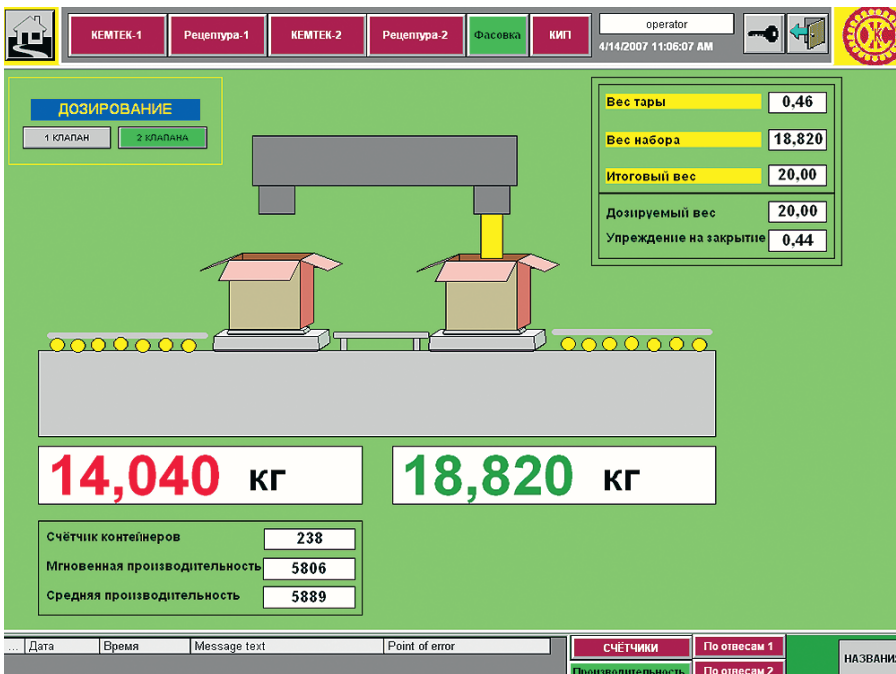 КЕМТЕК-1
Рецептура-1
КЕМТЕК-2
Рецептура-2
Фасовка
КИП
operator
4/14/2007 11:06:07 AM
ДОЗИРОВАНИЕ
1 КЛАПАН
2 КЛАПАНА
Вес тары 0,46
Вес набора 18,820
Итоговый вес 20,00
Дозируемый вес 20,00
Упреждение на закрытие 0,44
14,040 кг
18,820 кг
Счётчик контейнеров 238
Мгновенная производительность 5806
Средняя производительность 5889
... Дата Время Message text Point of error
СЧЁТЧИКИ
По отвесам 1
Производительность
По отвесам 2